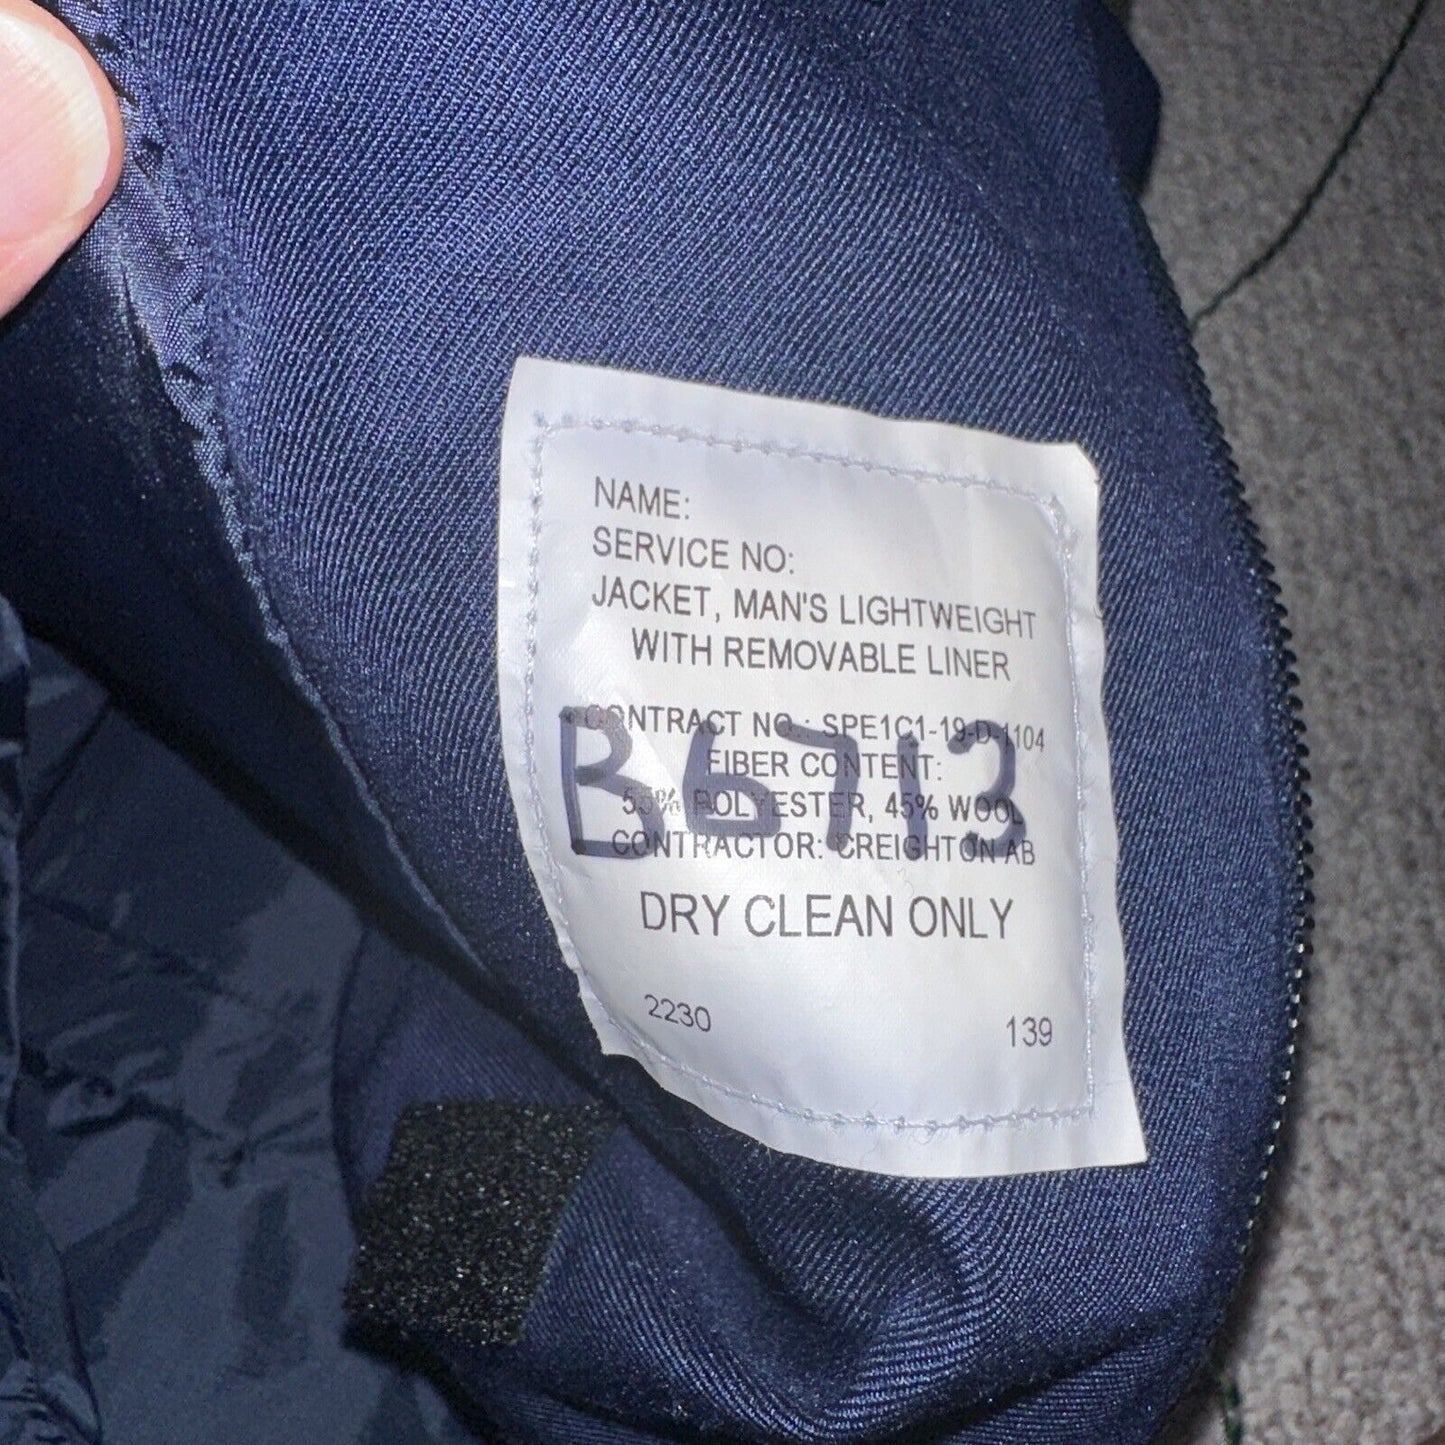 NAME:
SERVICE NO:
JACKET, MAN'S LIGHTWEIGHT
WITH REMOVABLE LINER
CONTRACT NO.: SPE1C1-19-D-1104
B6713
FIBER CONTENT:
55% POLYESTER, 45% WOOL
CONTRACTOR: CREIGHTON AB
DRY CLEAN ONLY
2230 139